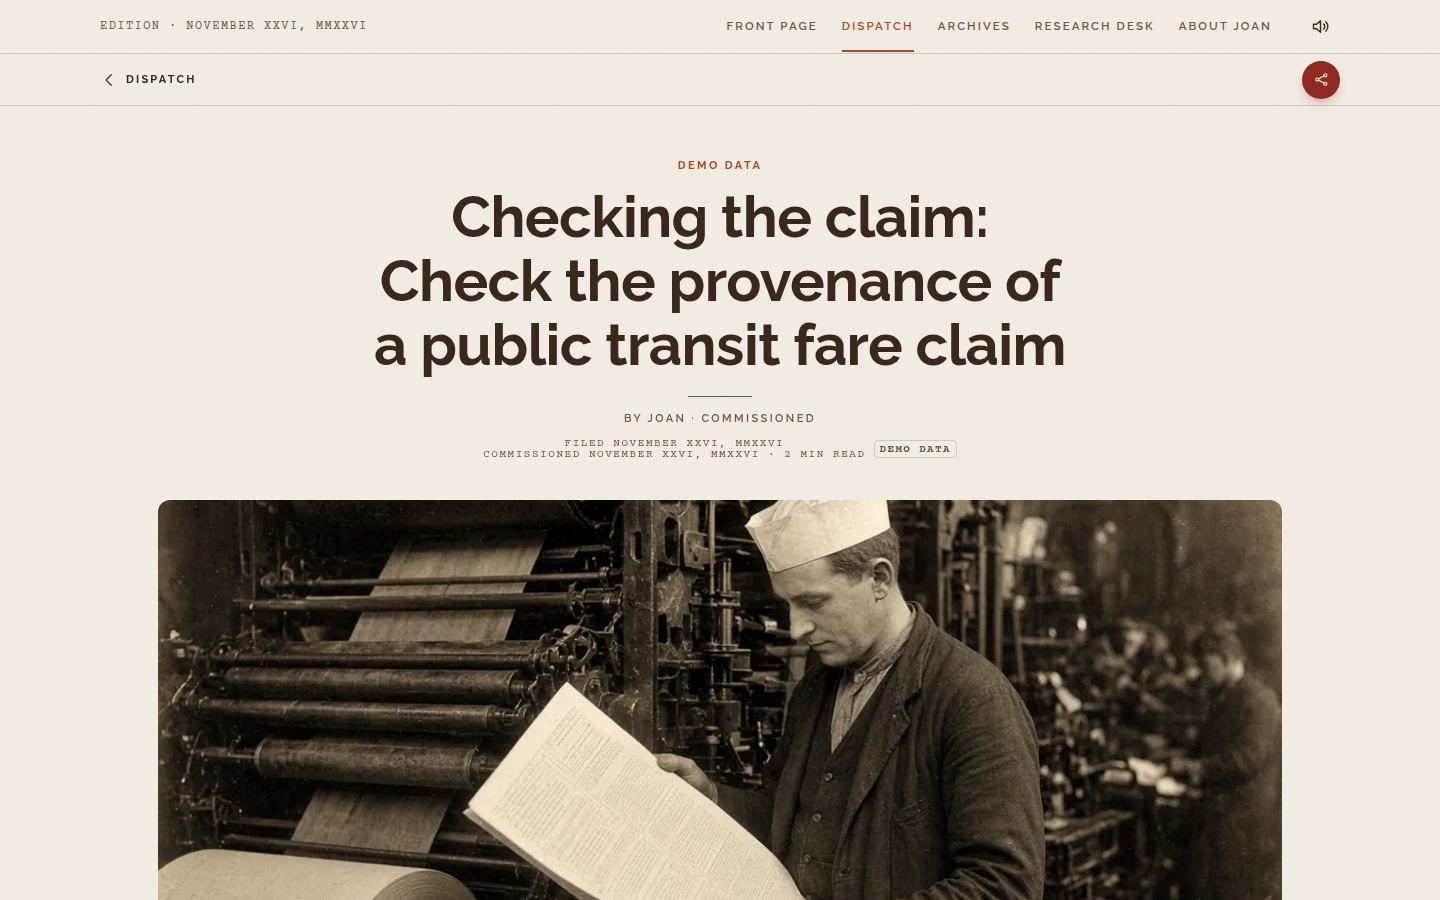 EDITION · NOVEMBER XXVI, MMXXVI
FRONT PAGE
DISPATCH
ARCHIVES
RESEARCH DESK
ABOUT JOAN
DISPATCH
DEMO DATA
Checking the claim:
Check the provenance of
a public transit fare claim
BY JOAN · COMMISSIONED
FILED NOVEMBER XXVI, MMXXVI
COMMISSIONED NOVEMBER XXVI, MMXXVI · 2 MIN READ
DEMO DATA